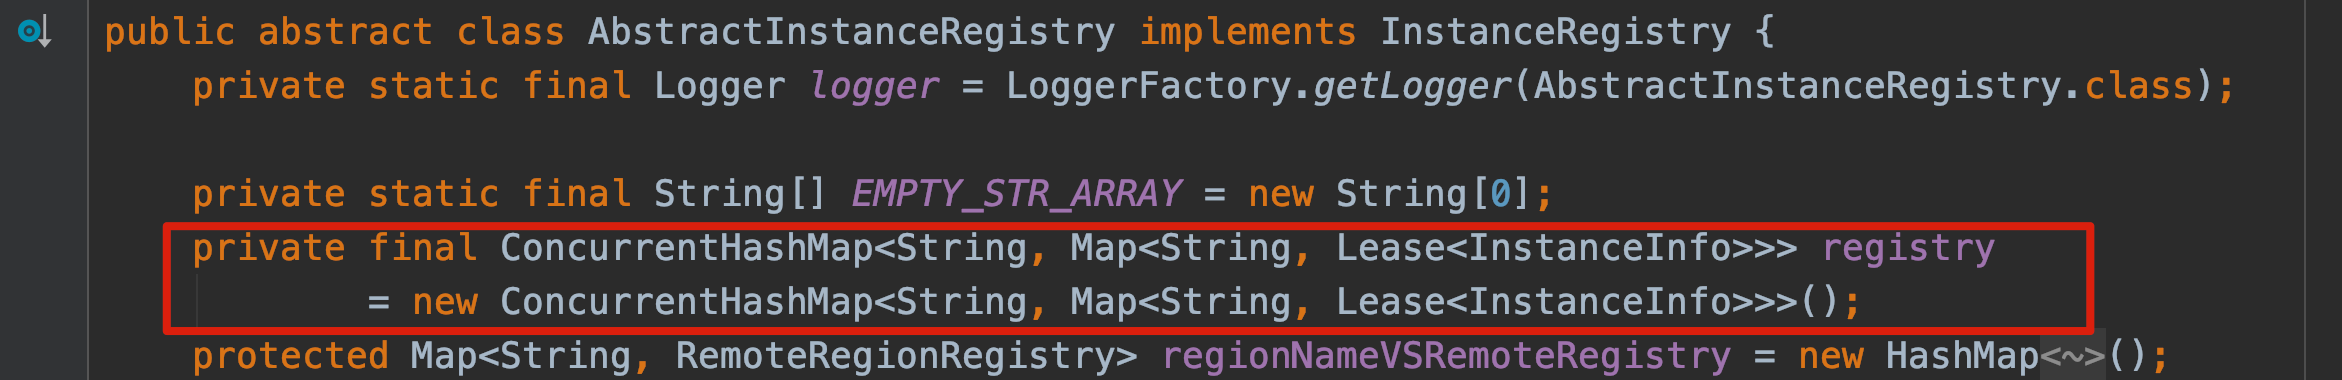 public abstract class AbstractInstanceRegistry implements InstanceRegistry {
private static final Logger logger = LoggerFactory.getLogger(AbstractInstanceRegistry.class);
private static final String[] EMPTY_STR_ARRAY = new String[0];
private final ConcurrentHashMap<String, Map<String, Lease<InstanceInfo>>> registry
= new ConcurrentHashMap<String, Map<String, Lease<InstanceInfo>>>();
protected Map<String, RemoteRegionRegistry> regionNameVSRemoteRegistry = new HashMap<~>();